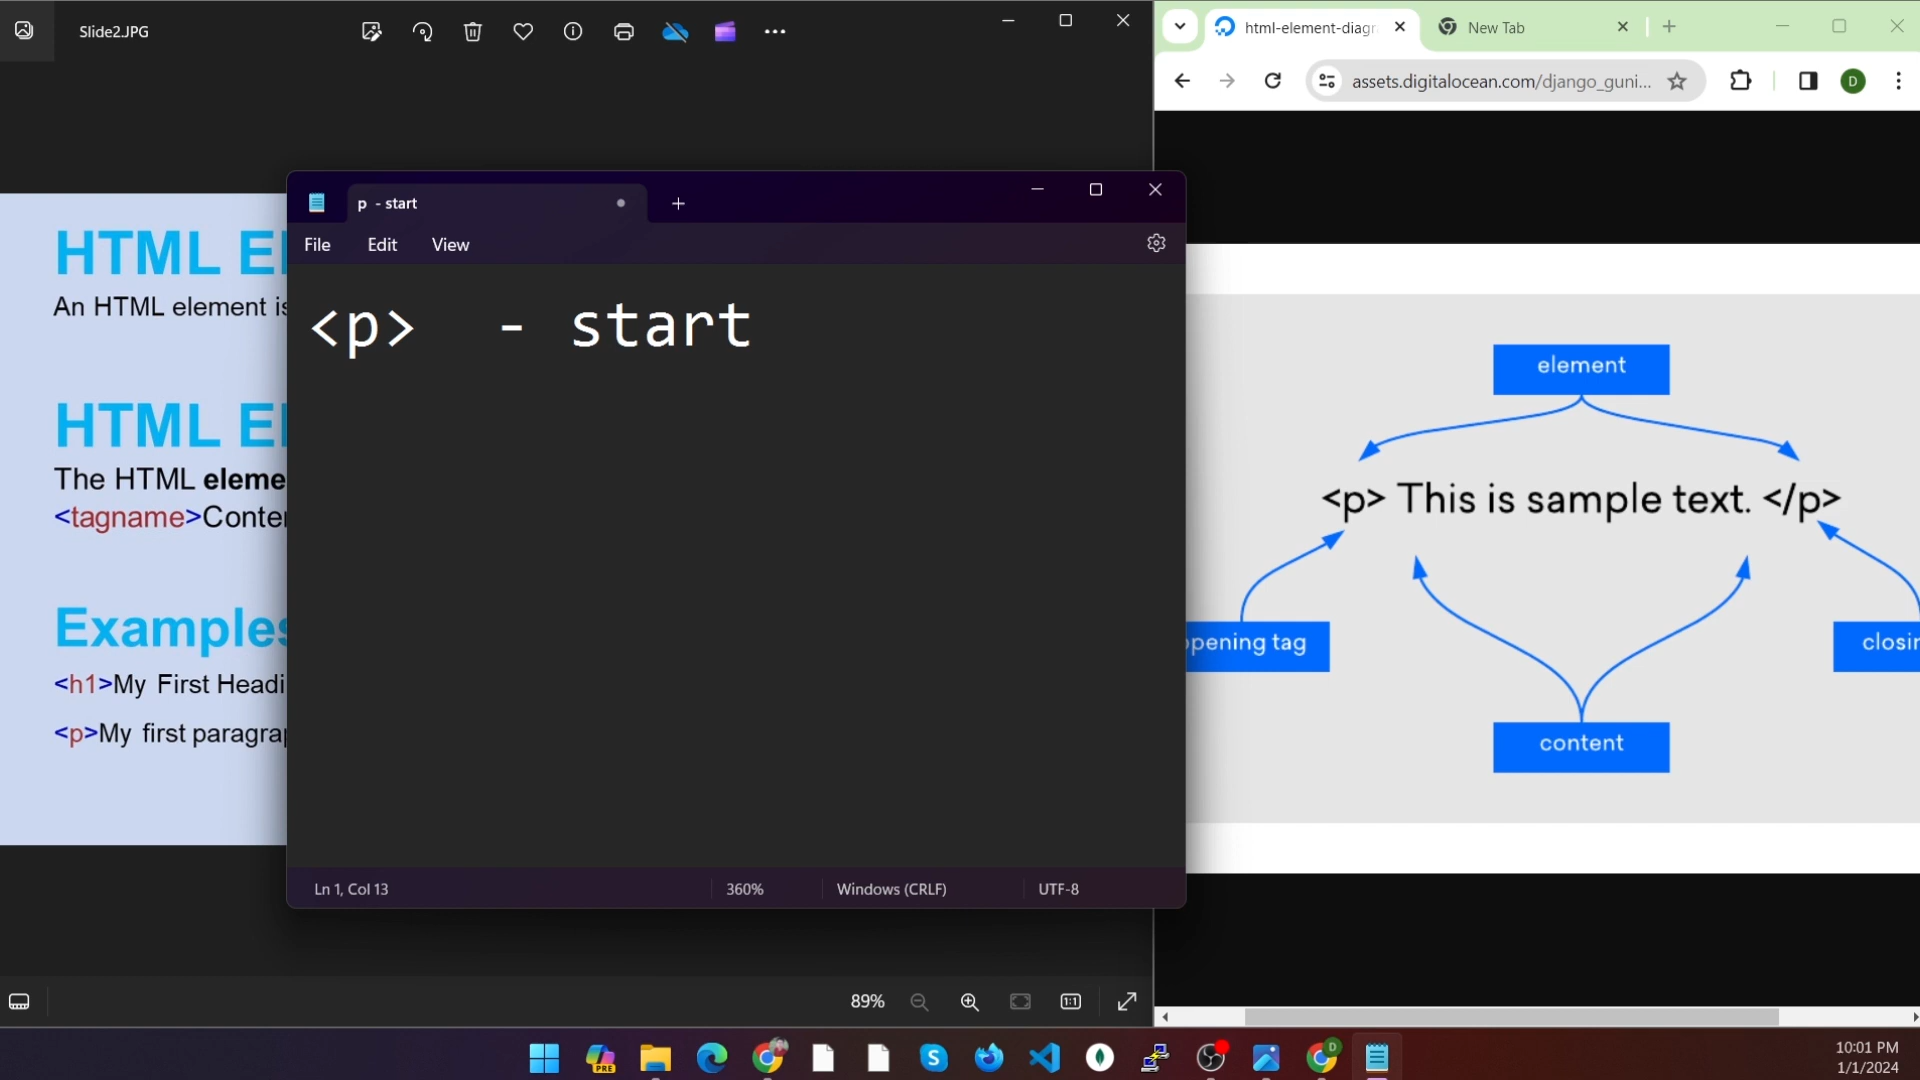 Slide2.JPG
HTML El
An HTML element is
HTML El
The HTML eleme
<tagname>Conter
Examples
<h1>My First Headi
<p>My first paragra
p - start
File Edit View
<p>  - start
Ln 1, Col 13
360%
Windows (CRLF)
UTF-8
89%
html-element-diagr
New Tab
assets.digitalocean.com/django_guni...
D
element
<p> This is sample text. </p>
pening tag
closin
content
PRE
D
10:01 PM
1/1/2024